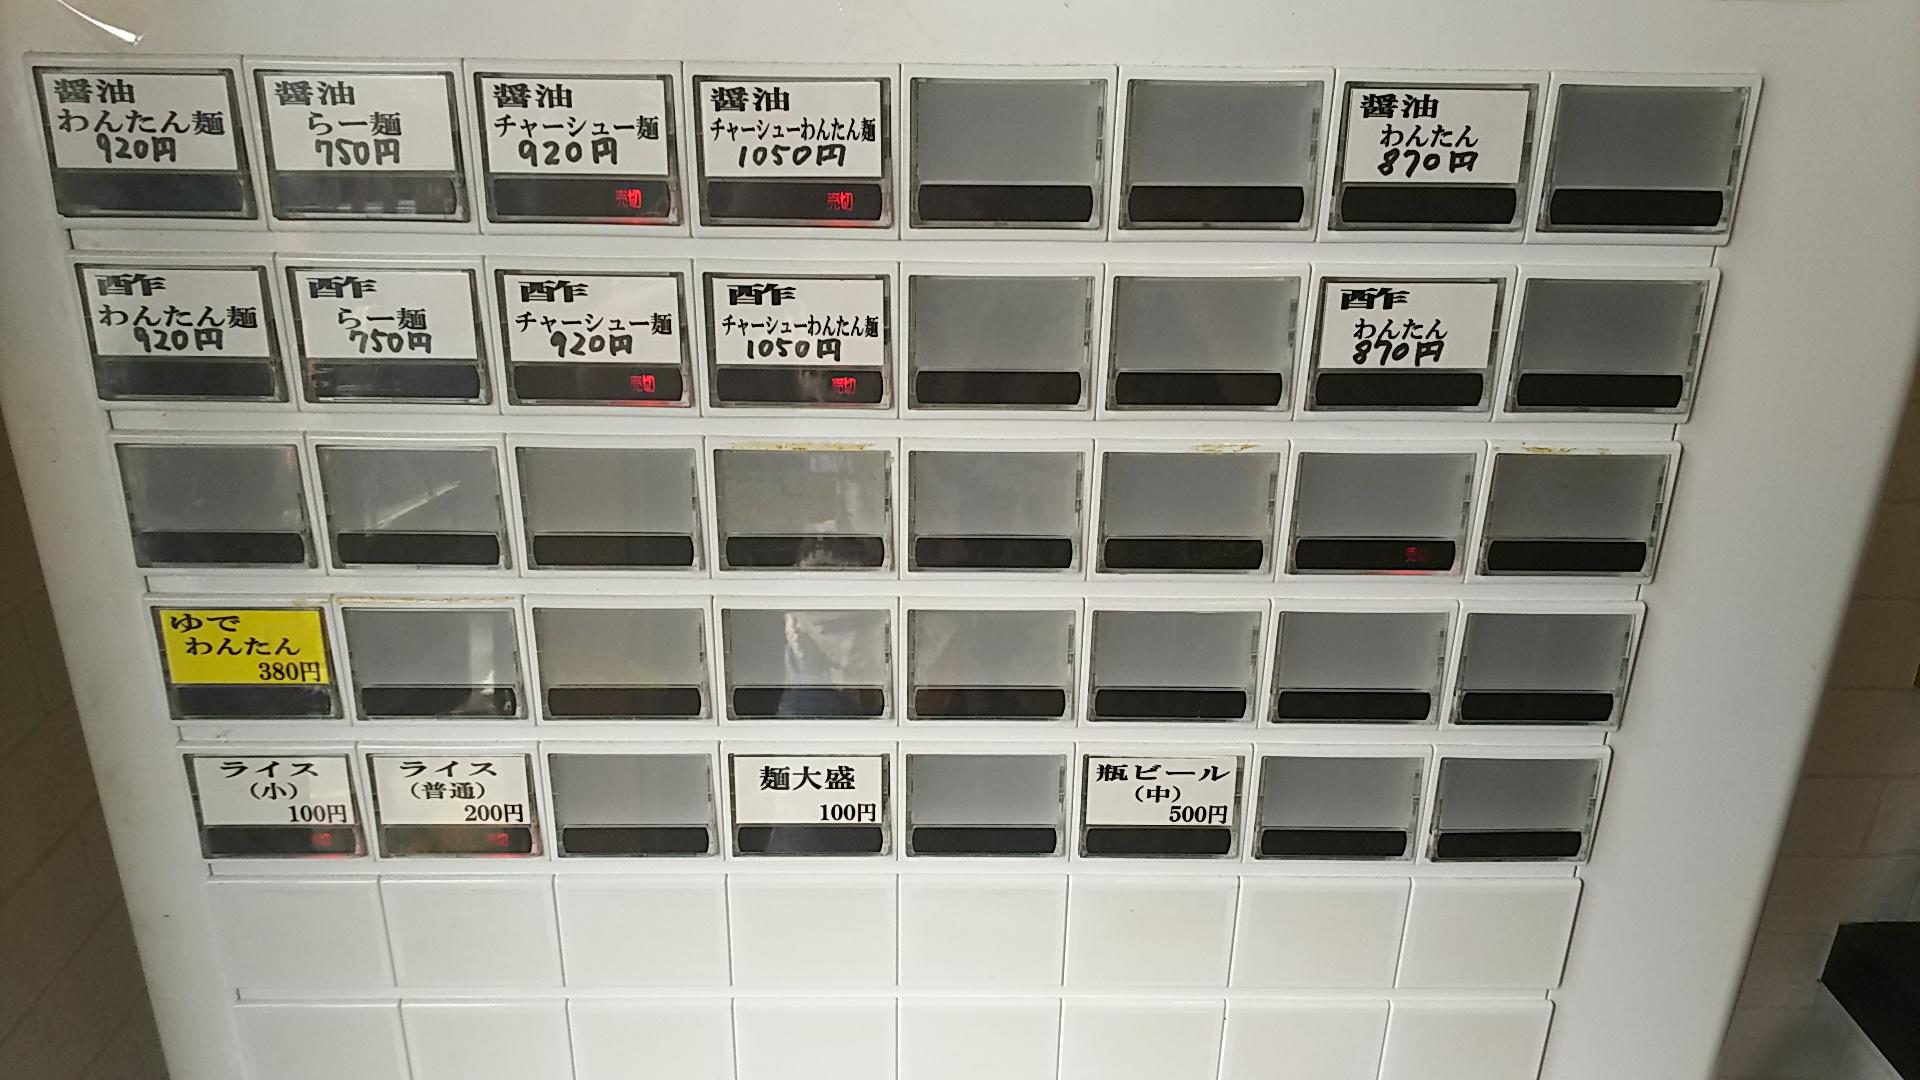 醤油
わんたん麺
920円
醤油
らー麺
750円
醤油
チャーシュー麺
920円
売切
醤油
チャーシューわんたん麺
1050円
売切
醤油
わんたん
870円
酢
わんたん麺
920円
酢
らー麺
750円
酢
チャーシュー麺
920円
売切
酢
チャーシューわんたん麺
1050円
売切
酢
わんたん
870円
売切
ゆで
わんたん
380円
ライス
(小)
100円
売切
ライス
(普通)
200円
売切
麺大盛
100円
瓶ビール
(中)
500円